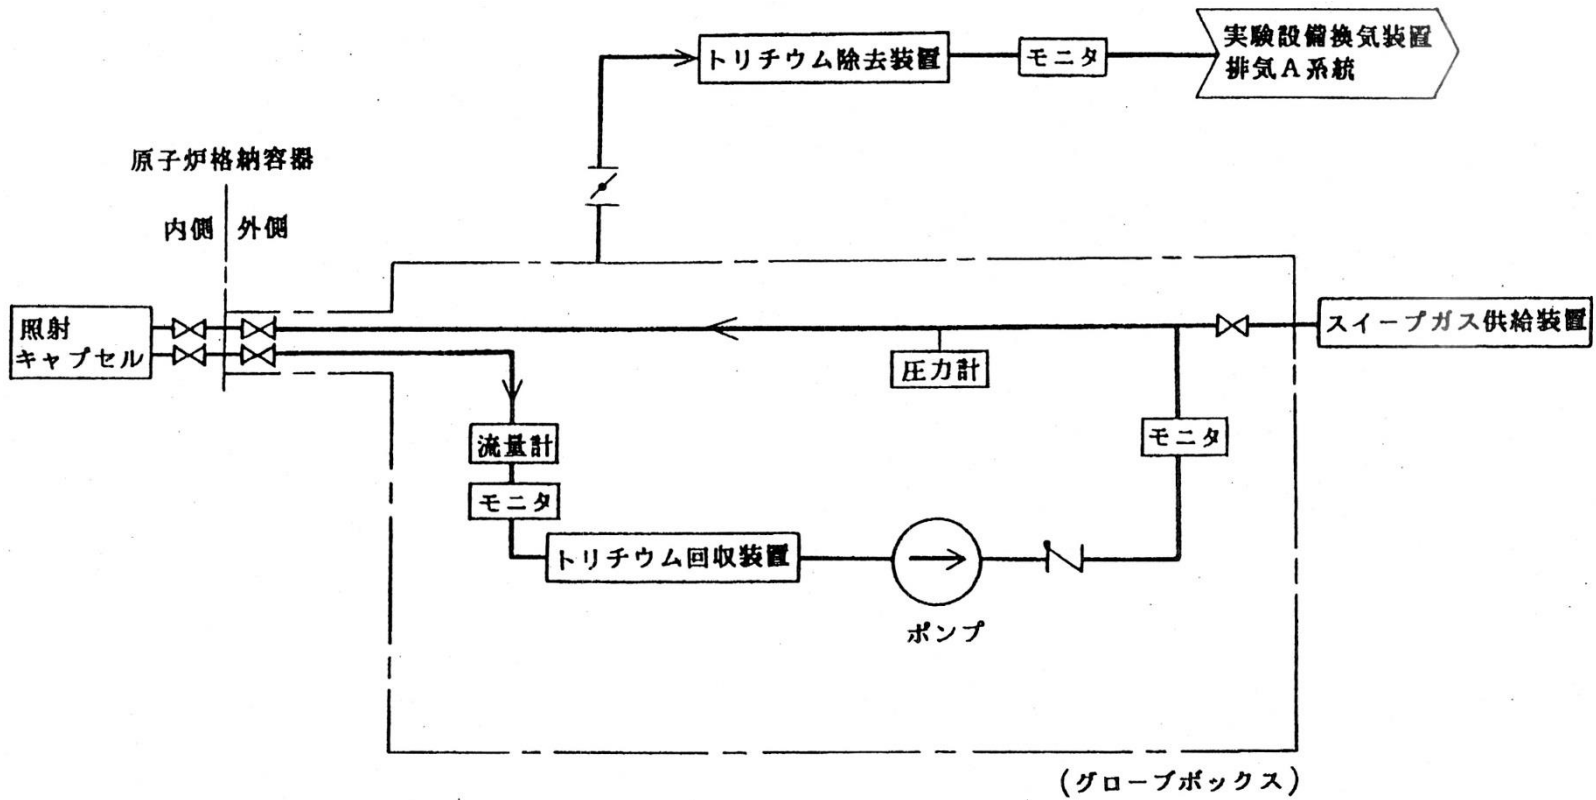 実験設備換気装置
排気A系統
トリチウム除去装置
モニタ
原子炉格納容器
内側
外側
照射
キャプセル
スイープガス供給装置
圧力計
流量計
モニタ
モニタ
トリチウム回収装置
ポンプ
(グローブボックス)